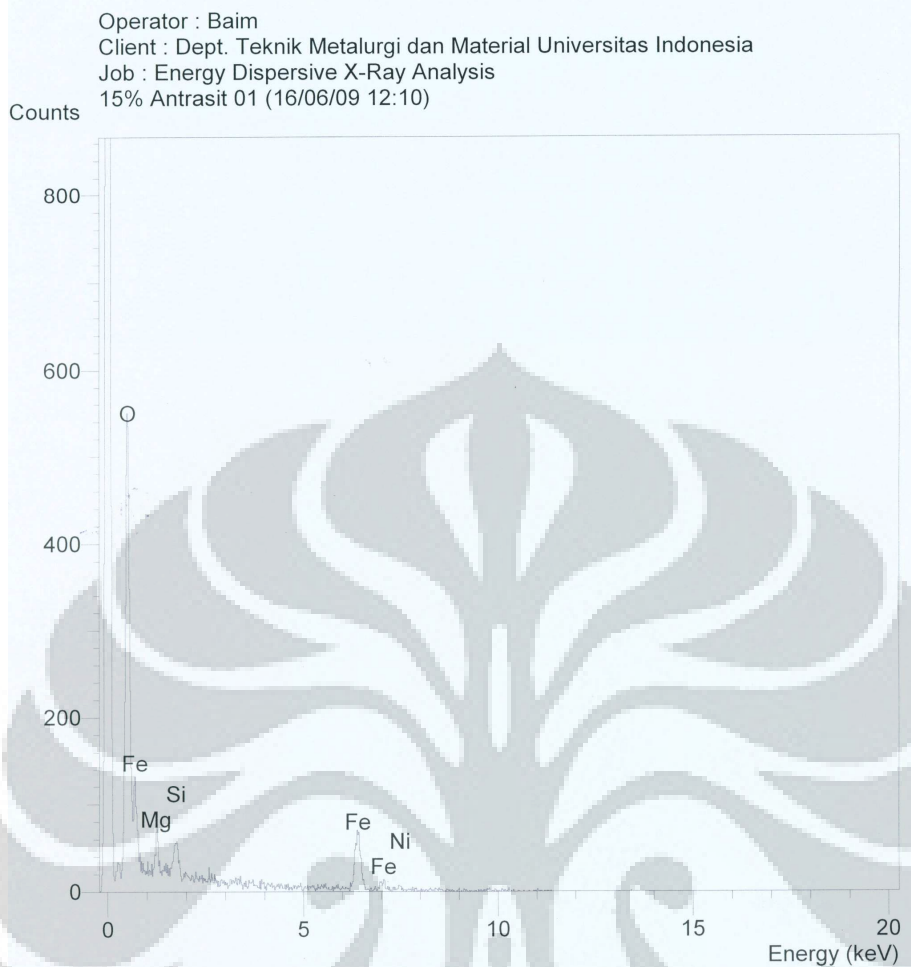 Operator : Baim
Client : Dept. Teknik Metalurgi dan Material Universitas Indonesia
Job : Energy Dispersive X-Ray Analysis
15% Antrasit 01 (16/06/09 12:10)
Counts
800
600
O
400
200
Fe
Si
Mg
Fe
Ni
Fe
0
0 5 10 15 20
Energy (keV)